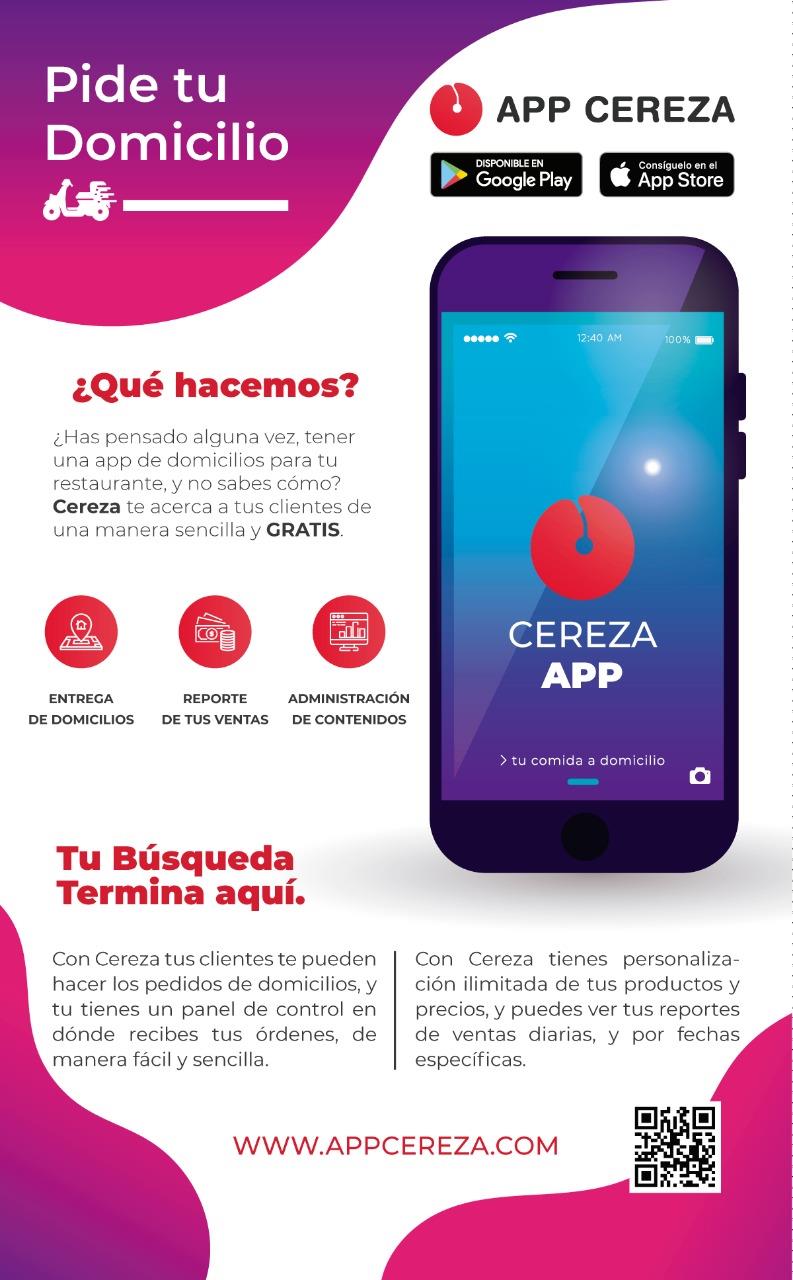 Pide tu
Domicilio
APP CEREZA
DISPONIBLE EN
Google Play
Consíguelo en el
App Store
12:40 AM
100%
¿Qué hacemos?
¿Has pensado alguna vez, tener
una app de domicilios para tu
restaurante, y no sabes cómo?
Cereza te acerca a tus clientes de
una manera sencilla y GRATIS.
ENTREGA
DE DOMICILIOS
REPORTE
DE TUS VENTAS
ADMINISTRACIÓN
DE CONTENIDOS
CEREZA
APP
> tu comida a domicilio
Tu Búsqueda
Termina aquí.
Con Cereza tus clientes te pueden
hacer los pedidos de domicilios, y
tu tienes un panel de control en
dónde recibes tus órdenes, de
manera fácil y sencilla.
Con Cereza tienes personaliza-
ción ilimitada de tus productos y
precios, y puedes ver tus reportes
de ventas diarias, y por fechas
específicas.
WWW.APPCEREZA.COM